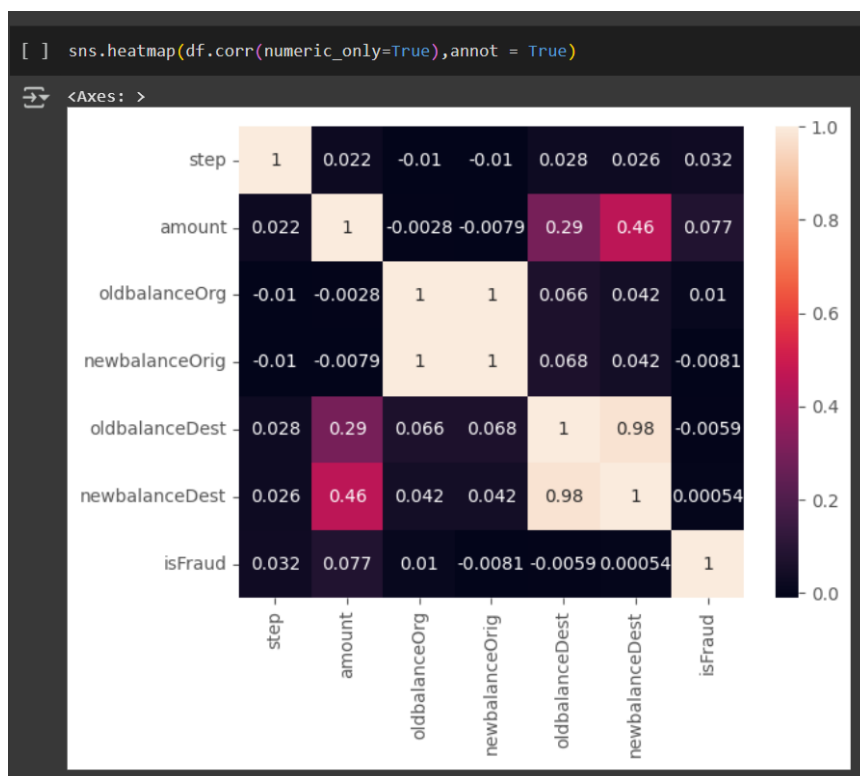 [ ] sns.heatmap(df.corr(numeric_only=True),annot = True)
<Axes: >
step 1 0.022 -0.01 -0.01 0.028 0.026 0.032
amount 0.022 1 -0.0028 -0.0079 0.29 0.46 0.077
oldbalanceOrg -0.01 -0.0028 1 1 0.066 0.042 0.01
newbalanceOrig -0.01 -0.0079 1 1 0.068 0.042 -0.0081
oldbalanceDest 0.028 0.29 0.066 0.068 1 0.98 -0.0059
newbalanceDest 0.026 0.46 0.042 0.042 0.98 1 0.00054
isFraud 0.032 0.077 0.01 -0.0081 -0.0059 0.00054 1
step
amount
oldbalanceOrg
newbalanceOrig
oldbalanceDest
newbalanceDest
isFraud
1.0
0.8
0.6
0.4
0.2
0.0